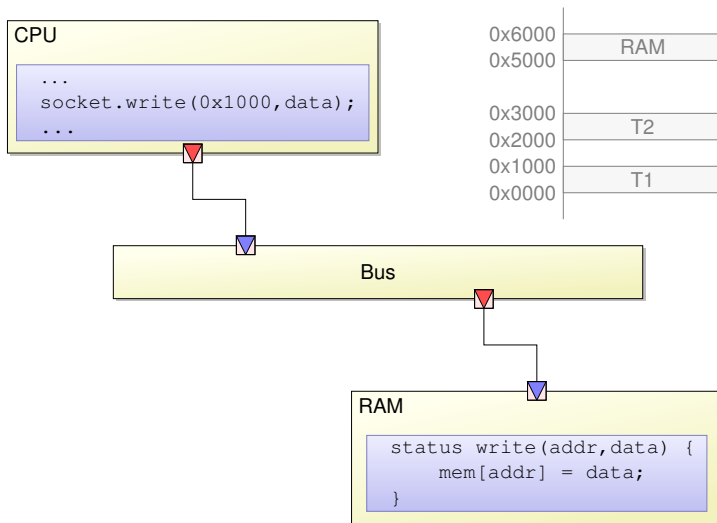 CPU
...
socket.write(0x1000,data);
...
0x6000
RAM
0x5000
0x3000
T2
0x2000
0x1000
T1
0x0000
Bus
RAM
status write(addr,data) {
mem[addr] = data;
}